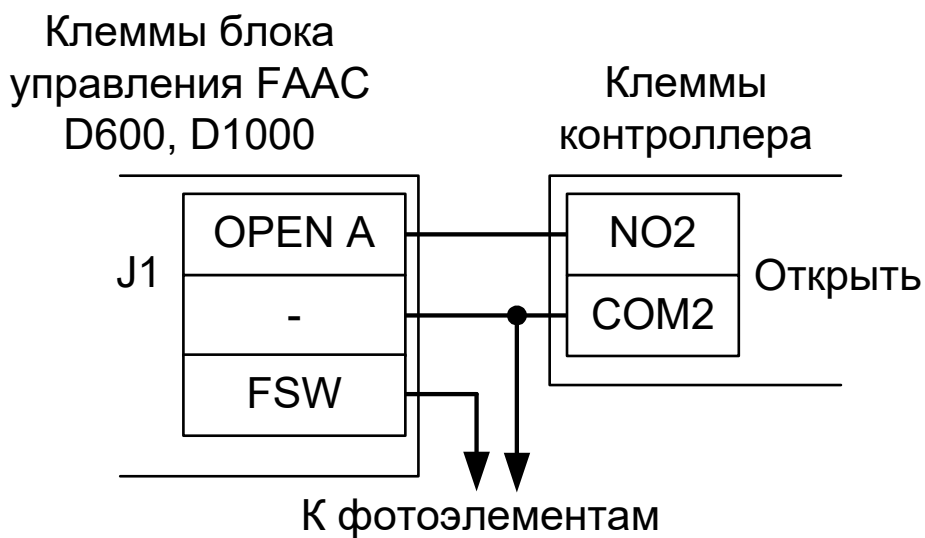 Клеммы блока
управления FAAC
D600, D1000
Клеммы
контроллера
J1
OPEN A
-
FSW
NO2
COM2
Открыть
К фотоэлементам